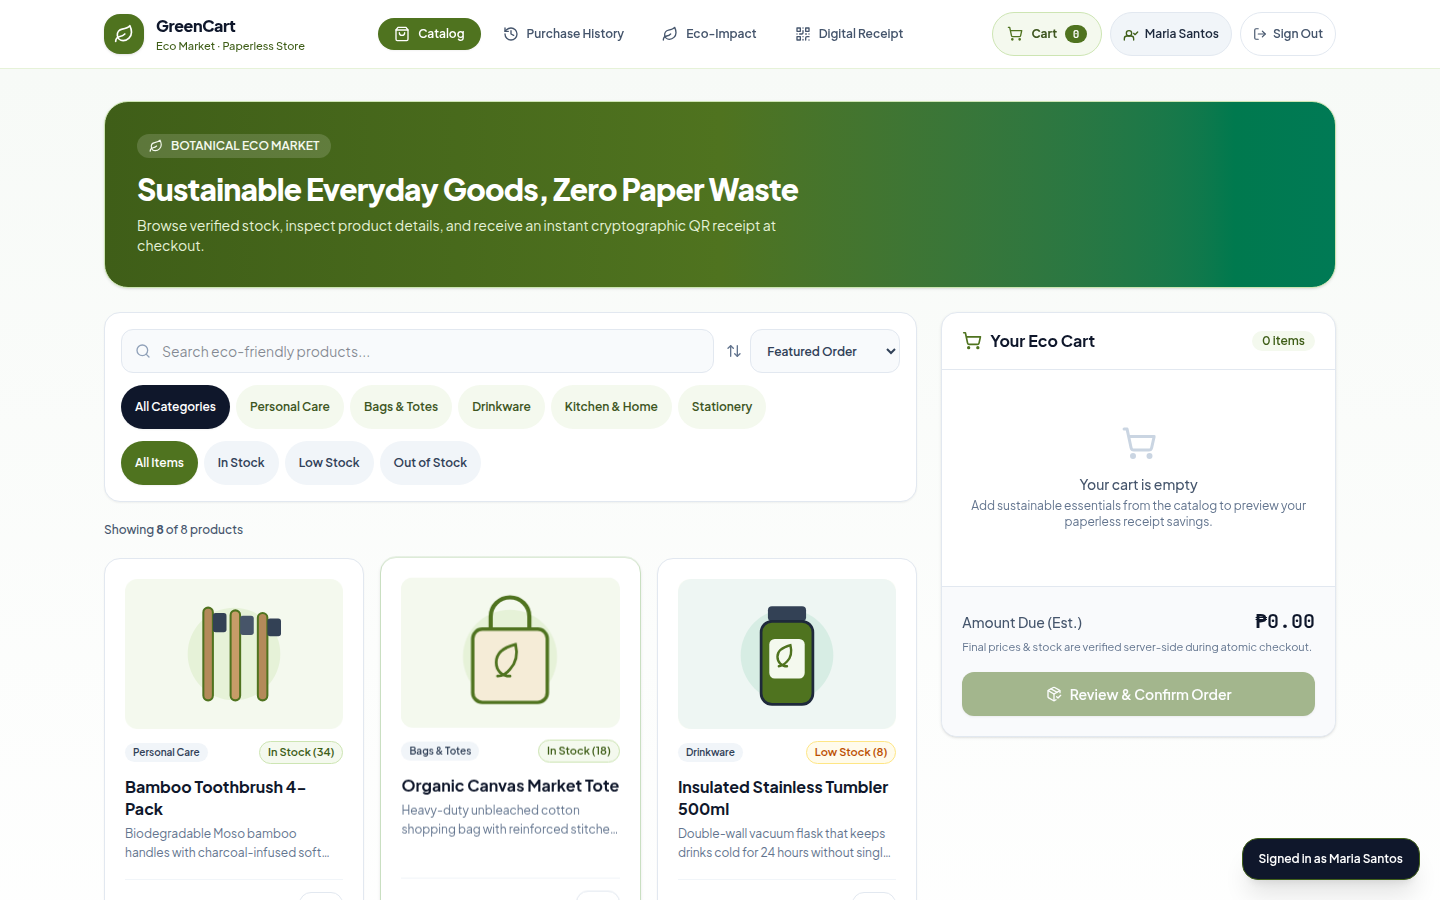 GreenCart
Eco Market · Paperless Store
Catalog
Purchase History
Eco-Impact
Digital Receipt
Cart 0
Maria Santos
Sign Out
BOTANICAL ECO MARKET
Sustainable Everyday Goods, Zero Paper Waste
Browse verified stock, inspect product details, and receive an instant cryptographic QR receipt at
checkout.
Search eco-friendly products...
Featured Order
All Categories
Personal Care
Bags & Totes
Drinkware
Kitchen & Home
Stationery
All Items
In Stock
Low Stock
Out of Stock
Showing 8 of 8 products
Personal Care
In Stock (34)
Bamboo Toothbrush 4-
Pack
Biodegradable Moso bamboo
handles with charcoal-infused soft...
Bags & Totes
In Stock (18)
Organic Canvas Market Tote
Heavy-duty unbleached cotton
shopping bag with reinforced stitche...
Drinkware
Low Stock (8)
Insulated Stainless Tumbler
500ml
Double-wall vacuum flask that keeps
drinks cold for 24 hours without singl...
Your Eco Cart
0 items
Your cart is empty
Add sustainable essentials from the catalog to preview your
paperless receipt savings.
Amount Due (Est.)
₱0.00
Final prices & stock are verified server-side during atomic checkout.
Review & Confirm Order
Signed in as Maria Santos